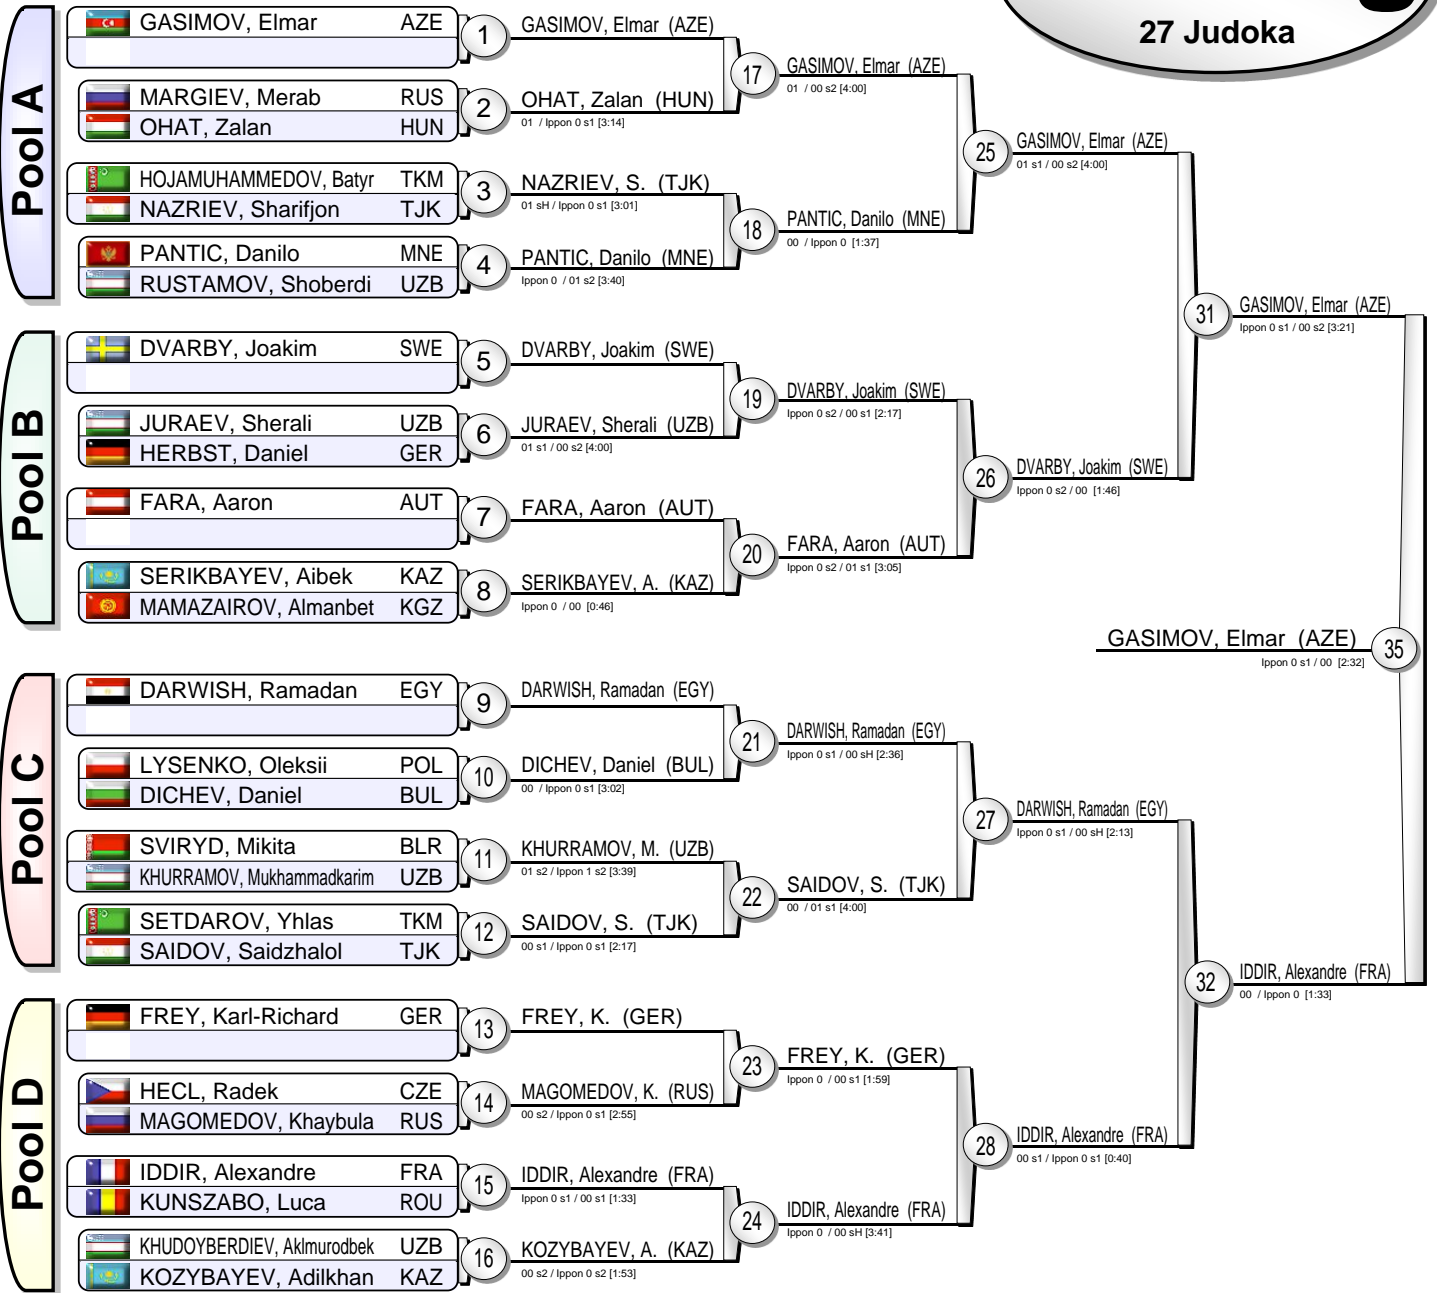 27 Judoka
Pool A
GASIMOV, Elmar AZE
MARGIEV, Merab RUS
OHAT, Zalan HUN
HOJAMUHAMMEDOV, Batyr TKM
NAZRIEV, Sharifjon TJK
PANTIC, Danilo MNE
RUSTAMOV, Shoberdi UZB
Pool B
DVARBY, Joakim SWE
JURAEV, Sherali UZB
HERBST, Daniel GER
FARA, Aaron AUT
SERIKBAYEV, Aibek KAZ
MAMAZAIROV, Almanbet KGZ
Pool C
DARWISH, Ramadan EGY
LYSENKO, Oleksii POL
DICHEV, Daniel BUL
SVIRYD, Mikita BLR
KHURRAMOV, Mukhammadkarim UZB
SETDAROV, Yhlas TKM
SAIDOV, Saidzhalol TJK
Pool D
FREY, Karl-Richard GER
HECL, Radek CZE
MAGOMEDOV, Khaybula RUS
IDDIR, Alexandre FRA
KUNSZABO, Luca ROU
KHUDOYBERDIEV, Aklmurodbek UZB
KOZYBAYEV, Adilkhan KAZ
1 GASIMOV, Elmar (AZE)
2 OHAT, Zalan (HUN)
01 / Ippon 0 s1 [3:14]
3 NAZRIEV, S. (TJK)
01 sH / Ippon 0 s1 [3:01]
4 PANTIC, Danilo (MNE)
Ippon 0 / 01 s2 [3:40]
5 DVARBY, Joakim (SWE)
6 JURAEV, Sherali (UZB)
01 s1 / 00 s2 [4:00]
7 FARA, Aaron (AUT)
8 SERIKBAYEV, A. (KAZ)
Ippon 0 / 00 [0:46]
9 DARWISH, Ramadan (EGY)
10 DICHEV, Daniel (BUL)
00 / Ippon 0 s1 [3:02]
11 KHURRAMOV, M. (UZB)
01 s2 / Ippon 1 s2 [3:39]
12 SAIDOV, S. (TJK)
00 s1 / Ippon 0 s1 [2:17]
13 FREY, K. (GER)
14 MAGOMEDOV, K. (RUS)
00 s2 / Ippon 0 s1 [2:55]
15 IDDIR, Alexandre (FRA)
Ippon 0 s1 / 00 s1 [1:33]
16 KOZYBAYEV, A. (KAZ)
00 s2 / Ippon 0 s2 [1:53]
17 GASIMOV, Elmar (AZE)
01 / 00 s2 [4:00]
18 PANTIC, Danilo (MNE)
00 / Ippon 0 [1:37]
19 DVARBY, Joakim (SWE)
Ippon 0 s2 / 00 s1 [2:17]
20 FARA, Aaron (AUT)
Ippon 0 s2 / 01 s1 [3:05]
21 DARWISH, Ramadan (EGY)
Ippon 0 s1 / 00 sH [2:36]
22 SAIDOV, S. (TJK)
00 / 01 s1 [4:00]
23 FREY, K. (GER)
Ippon 0 / 00 s1 [1:59]
24 IDDIR, Alexandre (FRA)
Ippon 0 / 00 sH [3:41]
25 GASIMOV, Elmar (AZE)
01 s1 / 00 s2 [4:00]
26 DVARBY, Joakim (SWE)
Ippon 0 s2 / 00 [1:46]
27 DARWISH, Ramadan (EGY)
Ippon 0 s1 / 00 sH [2:13]
28 IDDIR, Alexandre (FRA)
00 s1 / Ippon 0 s1 [0:40]
31 GASIMOV, Elmar (AZE)
Ippon 0 s1 / 00 s2 [3:21]
32 IDDIR, Alexandre (FRA)
00 / Ippon 0 [1:33]
GASIMOV, Elmar (AZE) 35
Ippon 0 s1 / 00 [2:32]